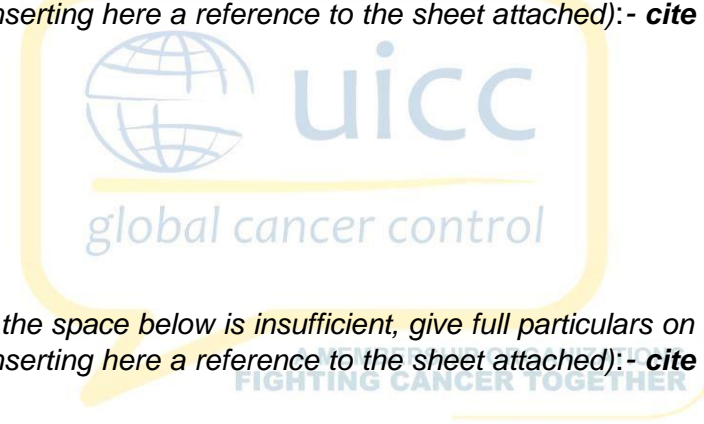 nserting here a reference to the sheet attached):- cite
uicc
global cancer control
the space below is insufficient, give full particulars on
A MEMBERSHIP ORGANIZATION
nserting here a reference to the sheet attached):- cite
FIGHTING CANCER TOGETHER